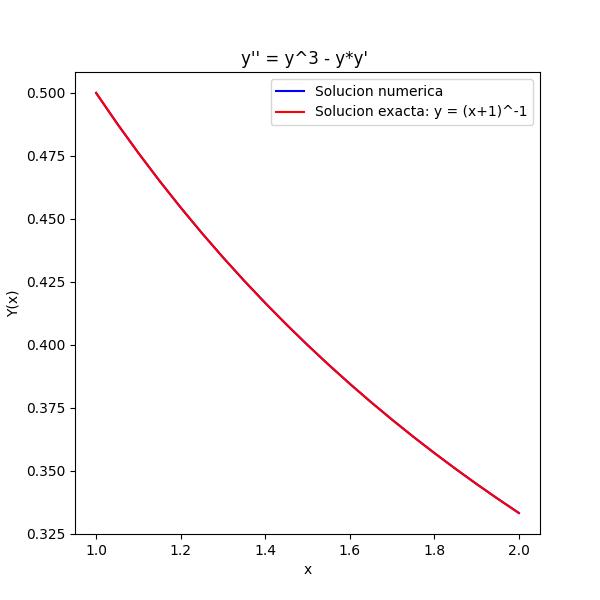 y'' = y^3 - y*y'
Solucion numerica
Solucion exacta: y = (x+1)^-1
0.500
0.475
0.450
0.425
0.400
0.375
0.350
0.325
Y(x)
1.0 1.2 1.4 1.6 1.8 2.0
x